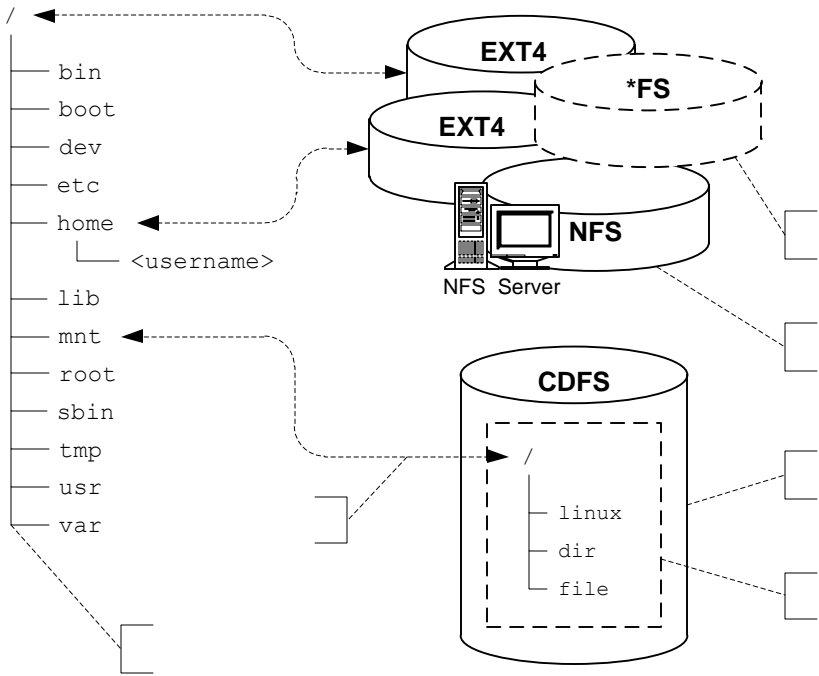 /
bin
boot
dev
etc
home
<username>
lib
mnt
root
sbin
tmp
usr
var
EXT4
*FS
EXT4
NFS
NFS Server
CDFS
/
linux
dir
file